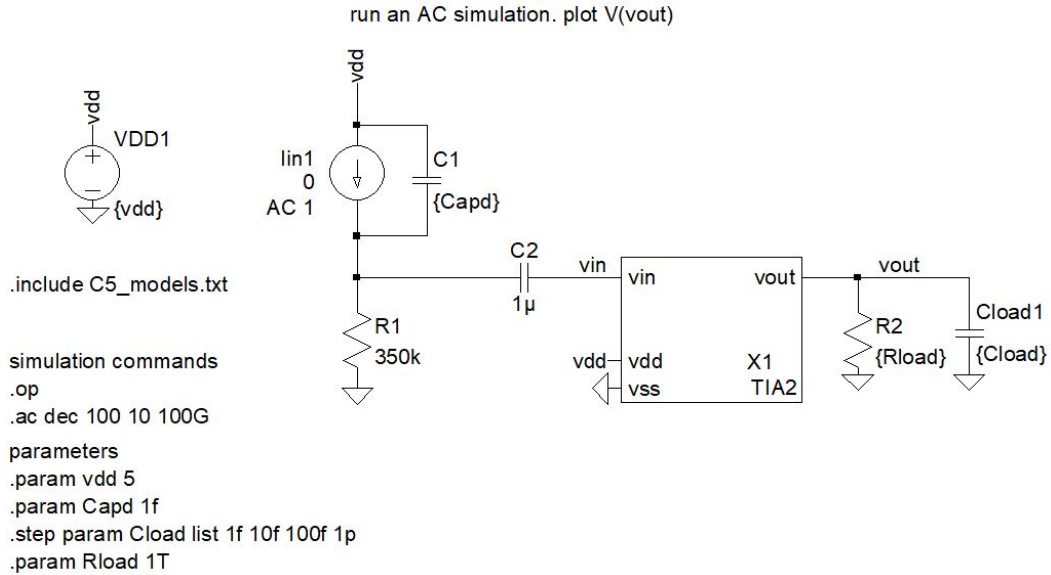 run an AC simulation. plot V(vout)
vdd
vdd
VDD1
{vdd}
Iin1
0
AC 1
C1
{Capd}
C2
1µ
vin
vin
vout
vout
Cload1
{Cload}
R1
350k
R2
{Rload}
vdd
vdd
X1
vss
TIA2
.include C5_models.txt
simulation commands
.op
.ac dec 100 10 100G
parameters
.param vdd 5
.param Capd 1f
.step param Cload list 1f 10f 100f 1p
.param Rload 1T